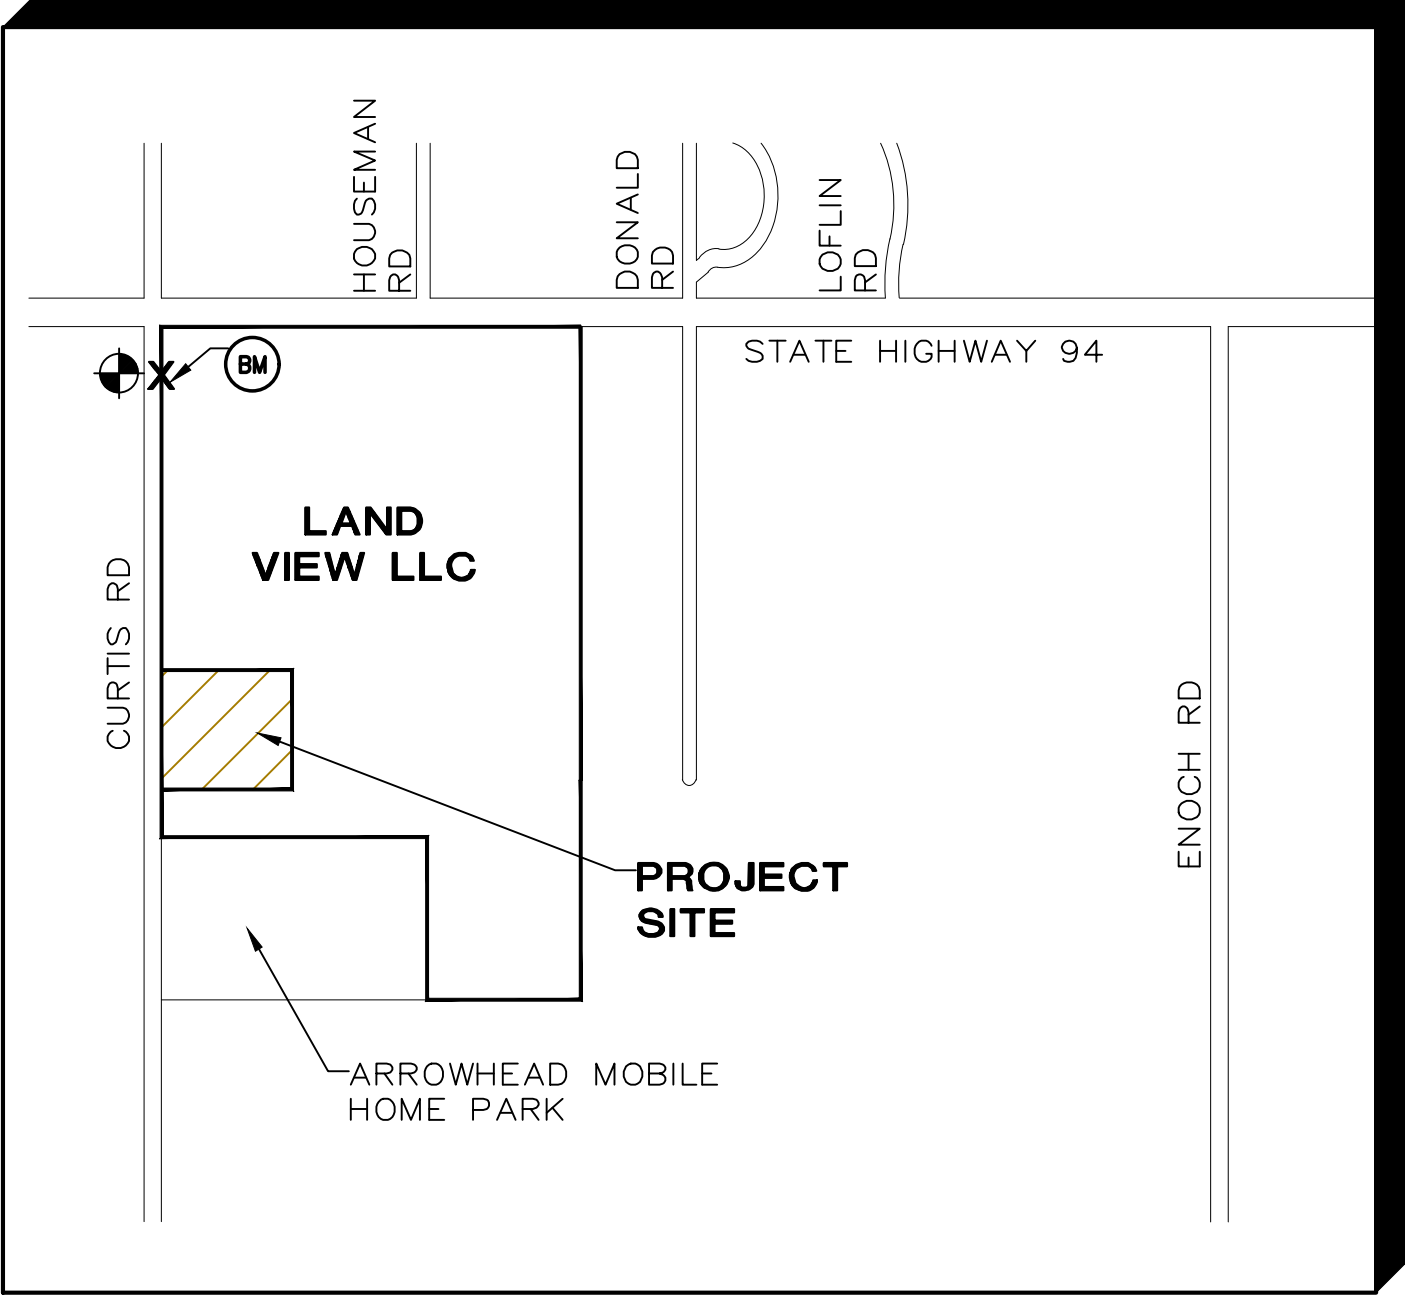 HOUSEMAN
RD
DONALD
RD
LOFLIN
RD
STATE HIGHWAY 94
X
BM
LAND
VIEW LLC
CURTIS RD
ENOCH RD
PROJECT
SITE
ARROWHEAD MOBILE
HOME PARK